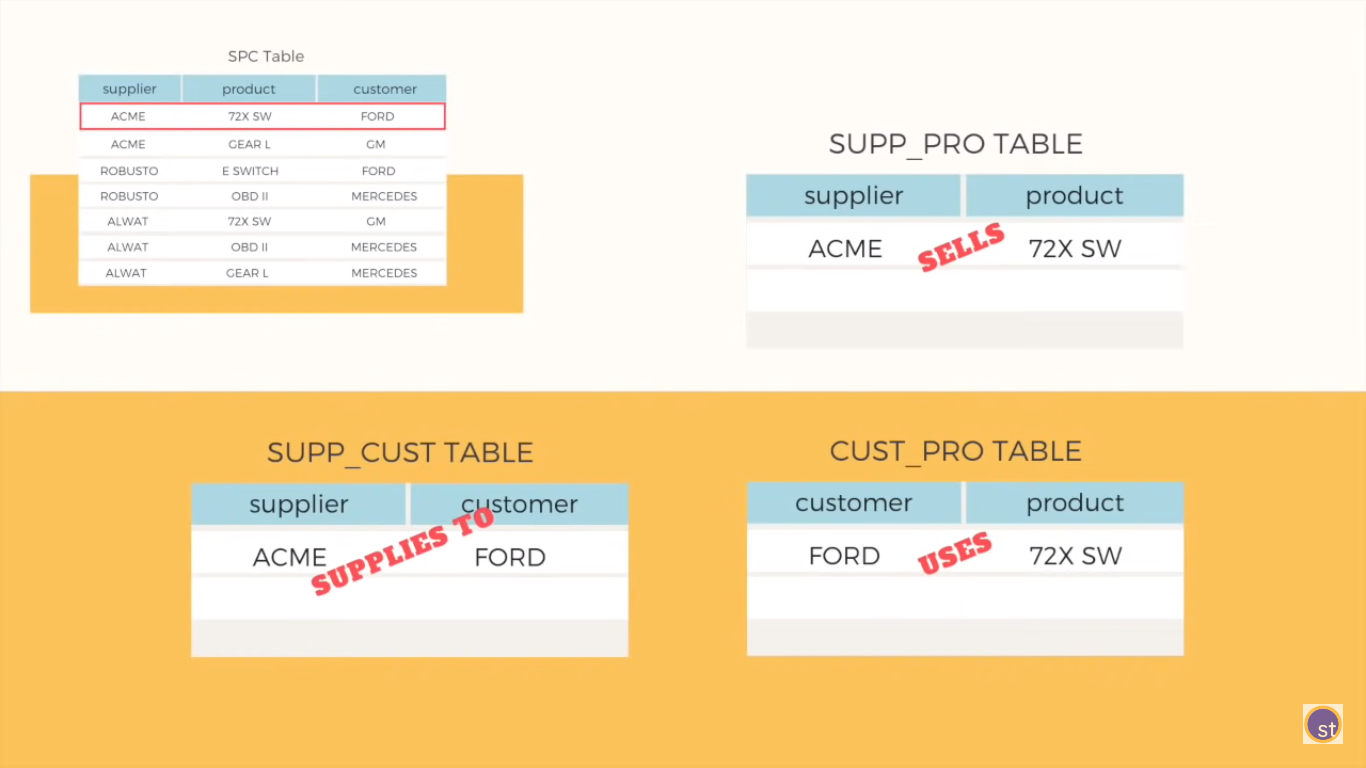 SPC Table
supplier product customer
ACME 72X SW FORD
ACME GEAR L GM
ROBUSTO E SWITCH FORD
ROBUSTO OBD II MERCEDES
ALWAT 72X SW GM
ALWAT OBD II MERCEDES
ALWAT GEAR L MERCEDES
SUPP_PRO TABLE
supplier product
ACME SELLS 72X SW
SUPP_CUST TABLE
supplier customer
ACME SUPPLIES TO FORD
CUST_PRO TABLE
customer product
FORD USES 72X SW
st